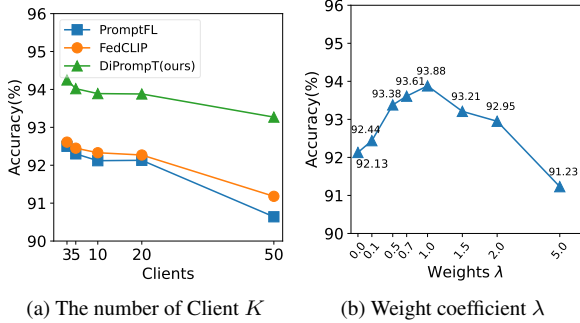 96
95
94
93
92
91
90
Accuracy(%)
PromptFL
FedCLIP
DiPrompT(ours)
3 5 10 20 50
Clients
(a) The number of Client K
96
95
94
93
92
91
90
Accuracy(%)
92.13
92.44
93.38
93.61
93.88
93.21
92.95
91.23
0.0 0.1 0.5 0.7 1.0 1.5 2.0 5.0
Weights λ
(b) Weight coefficient λ